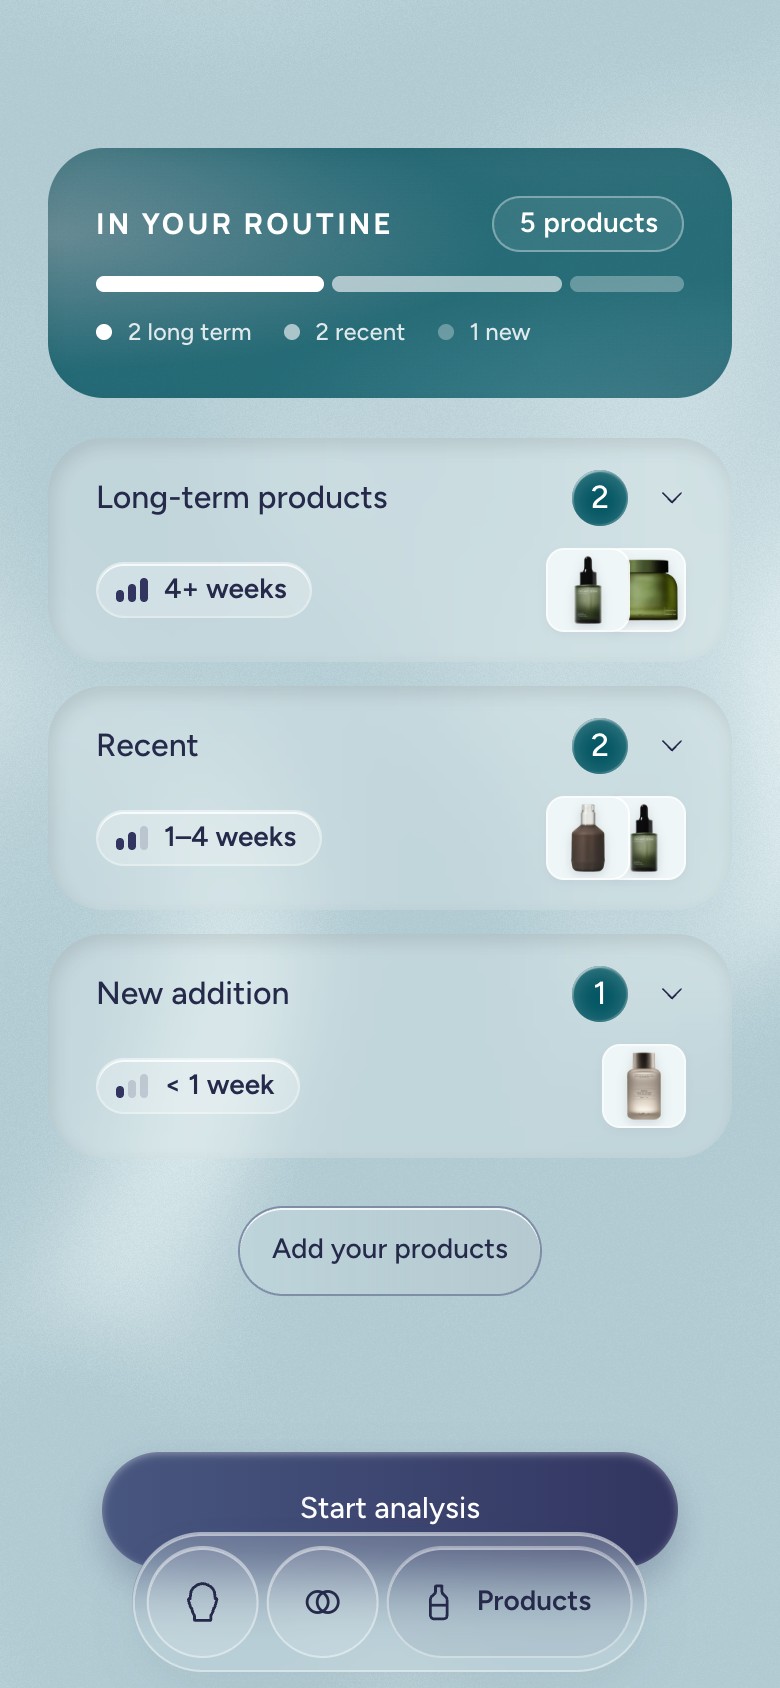 IN YOUR ROUTINE
5 products
2 long term
2 recent
1 new
Long-term products
2
4+ weeks
Recent
2
1–4 weeks
New addition
1
< 1 week
Add your products
Start analysis
Products